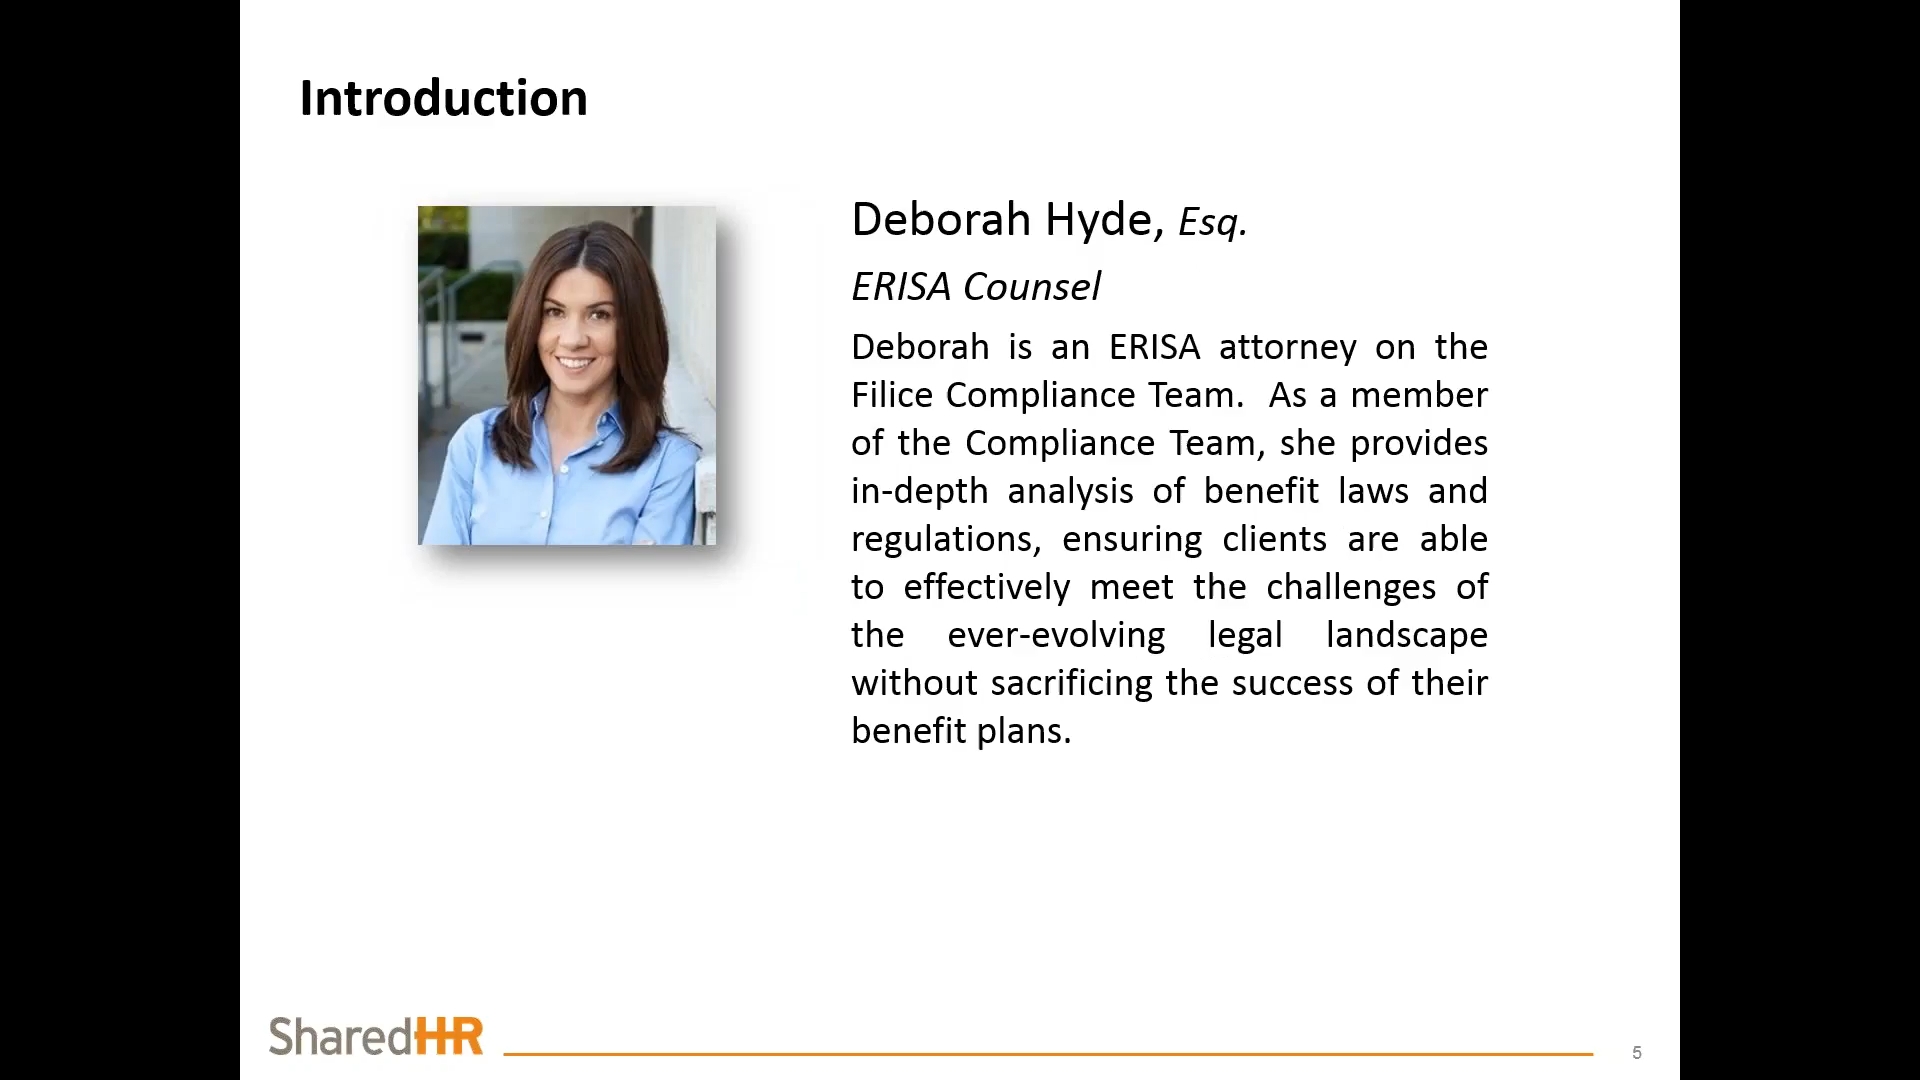 Introduction
Deborah Hyde, Esq.
ERISA Counsel
Deborah is an ERISA attorney on the
Filice Compliance Team.  As a member
of the Compliance Team, she provides
in-depth analysis of benefit laws and
regulations, ensuring clients are able
to effectively meet the challenges of
the ever-evolving legal landscape
without sacrificing the success of their
benefit plans.
SharedHR
5